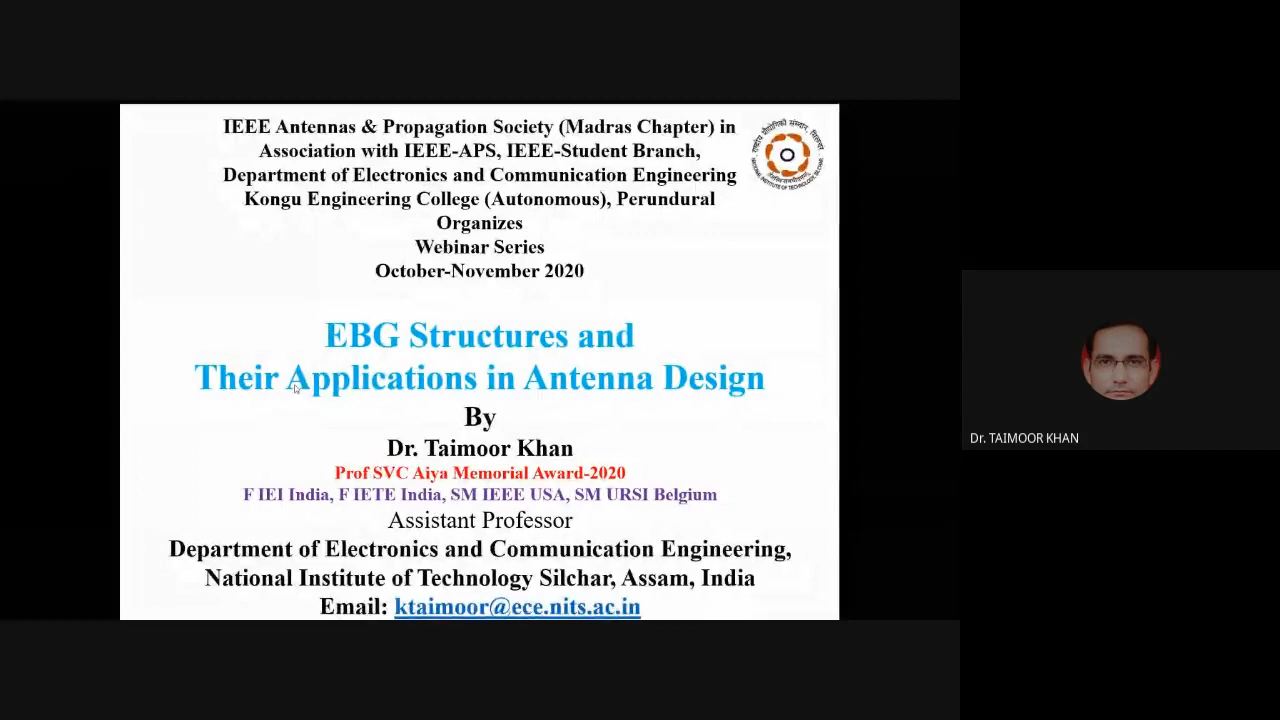 IEEE Antennas & Propagation Society (Madras Chapter) in
Association with IEEE-APS, IEEE-Student Branch,
Department of Electronics and Communication Engineering
Kongu Engineering College (Autonomous), Perundural
Organizes
Webinar Series
October-November 2020
EBG Structures and
Their Applications in Antenna Design
By
Dr. Taimoor Khan
Prof SVC Aiya Memorial Award-2020
F IEI India, F IETE India, SM IEEE USA, SM URSI Belgium
Assistant Professor
Department of Electronics and Communication Engineering,
National Institute of Technology Silchar, Assam, India
Email: ktaimoor@ece.nits.ac.in
Dr. TAIMOOR KHAN